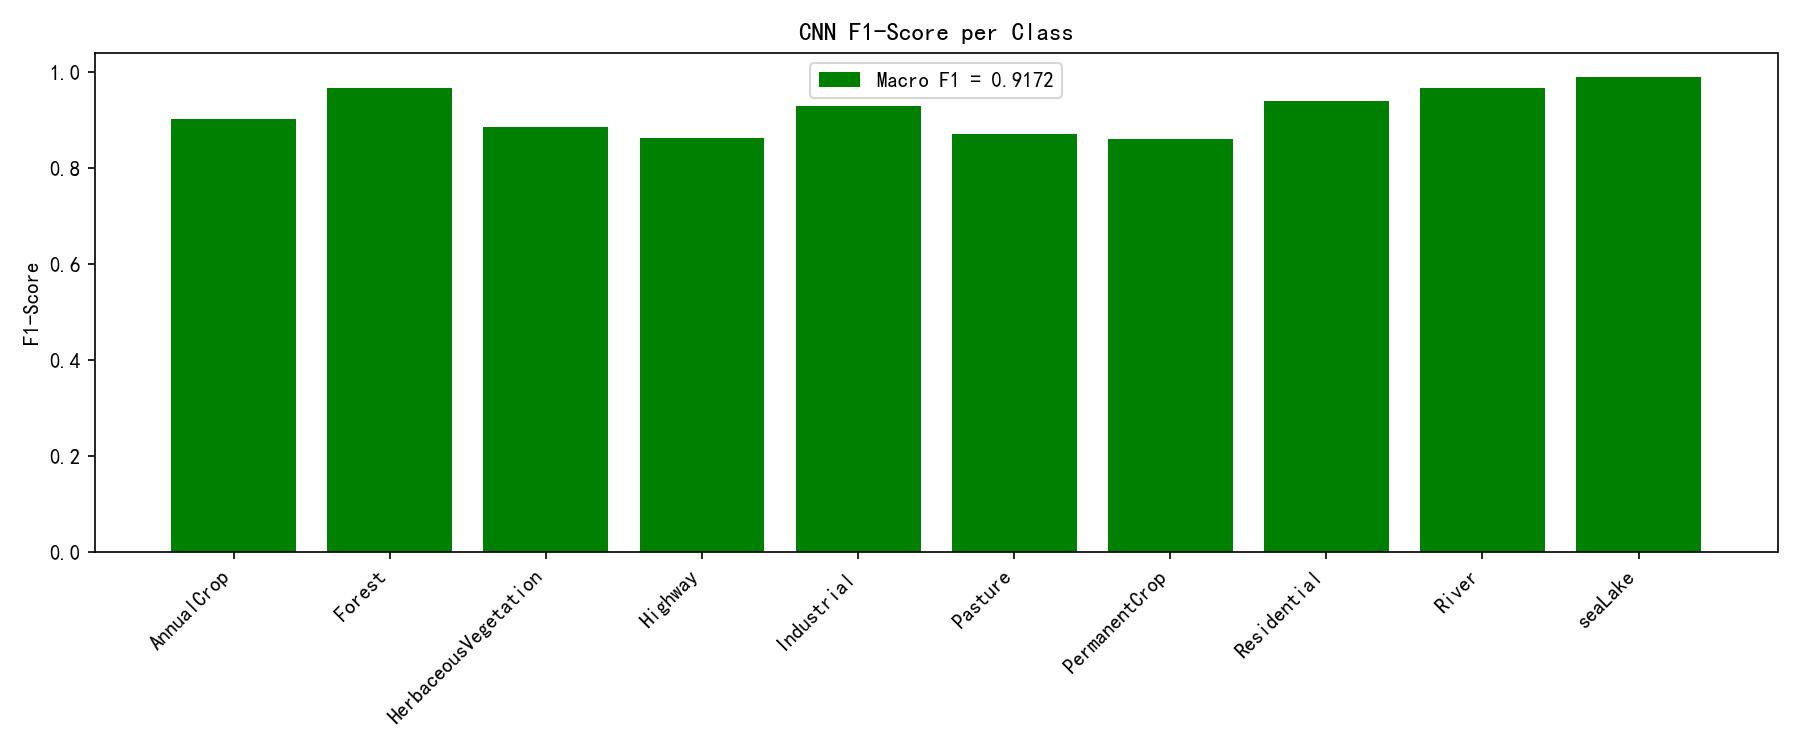 CNN F1-Score per Class
Macro F1 = 0.9172
F1-Score
1.0
0.8
0.6
0.4
0.2
0.0
AnnualCrop
Forest
HerbaceousVegetation
Highway
Industrial
Pasture
PermanentCrop
Residential
River
seaLake